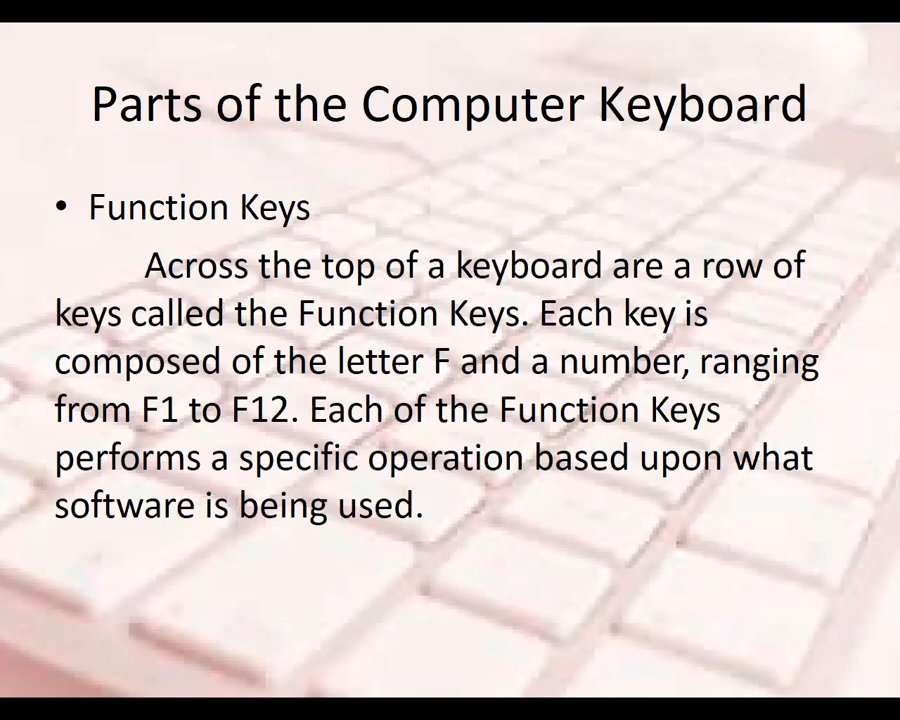 Parts of the Computer Keyboard
• Function Keys
Across the top of a keyboard are a row of
keys called the Function Keys. Each key is
composed of the letter F and a number, ranging
from F1 to F12. Each of the Function Keys
performs a specific operation based upon what
software is being used.